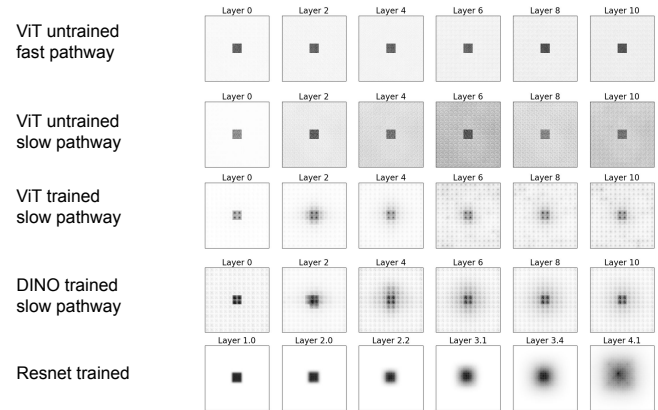 Layer 0 Layer 2 Layer 4 Layer 6 Layer 8 Layer 10
ViT untrained
fast pathway
Layer 0 Layer 2 Layer 4 Layer 6 Layer 8 Layer 10
ViT untrained
slow pathway
Layer 0 Layer 2 Layer 4 Layer 6 Layer 8 Layer 10
ViT trained
slow pathway
Layer 0 Layer 2 Layer 4 Layer 6 Layer 8 Layer 10
DINO trained
slow pathway
Layer 1.0 Layer 2.0 Layer 2.2 Layer 3.1 Layer 3.4 Layer 4.1
Resnet trained